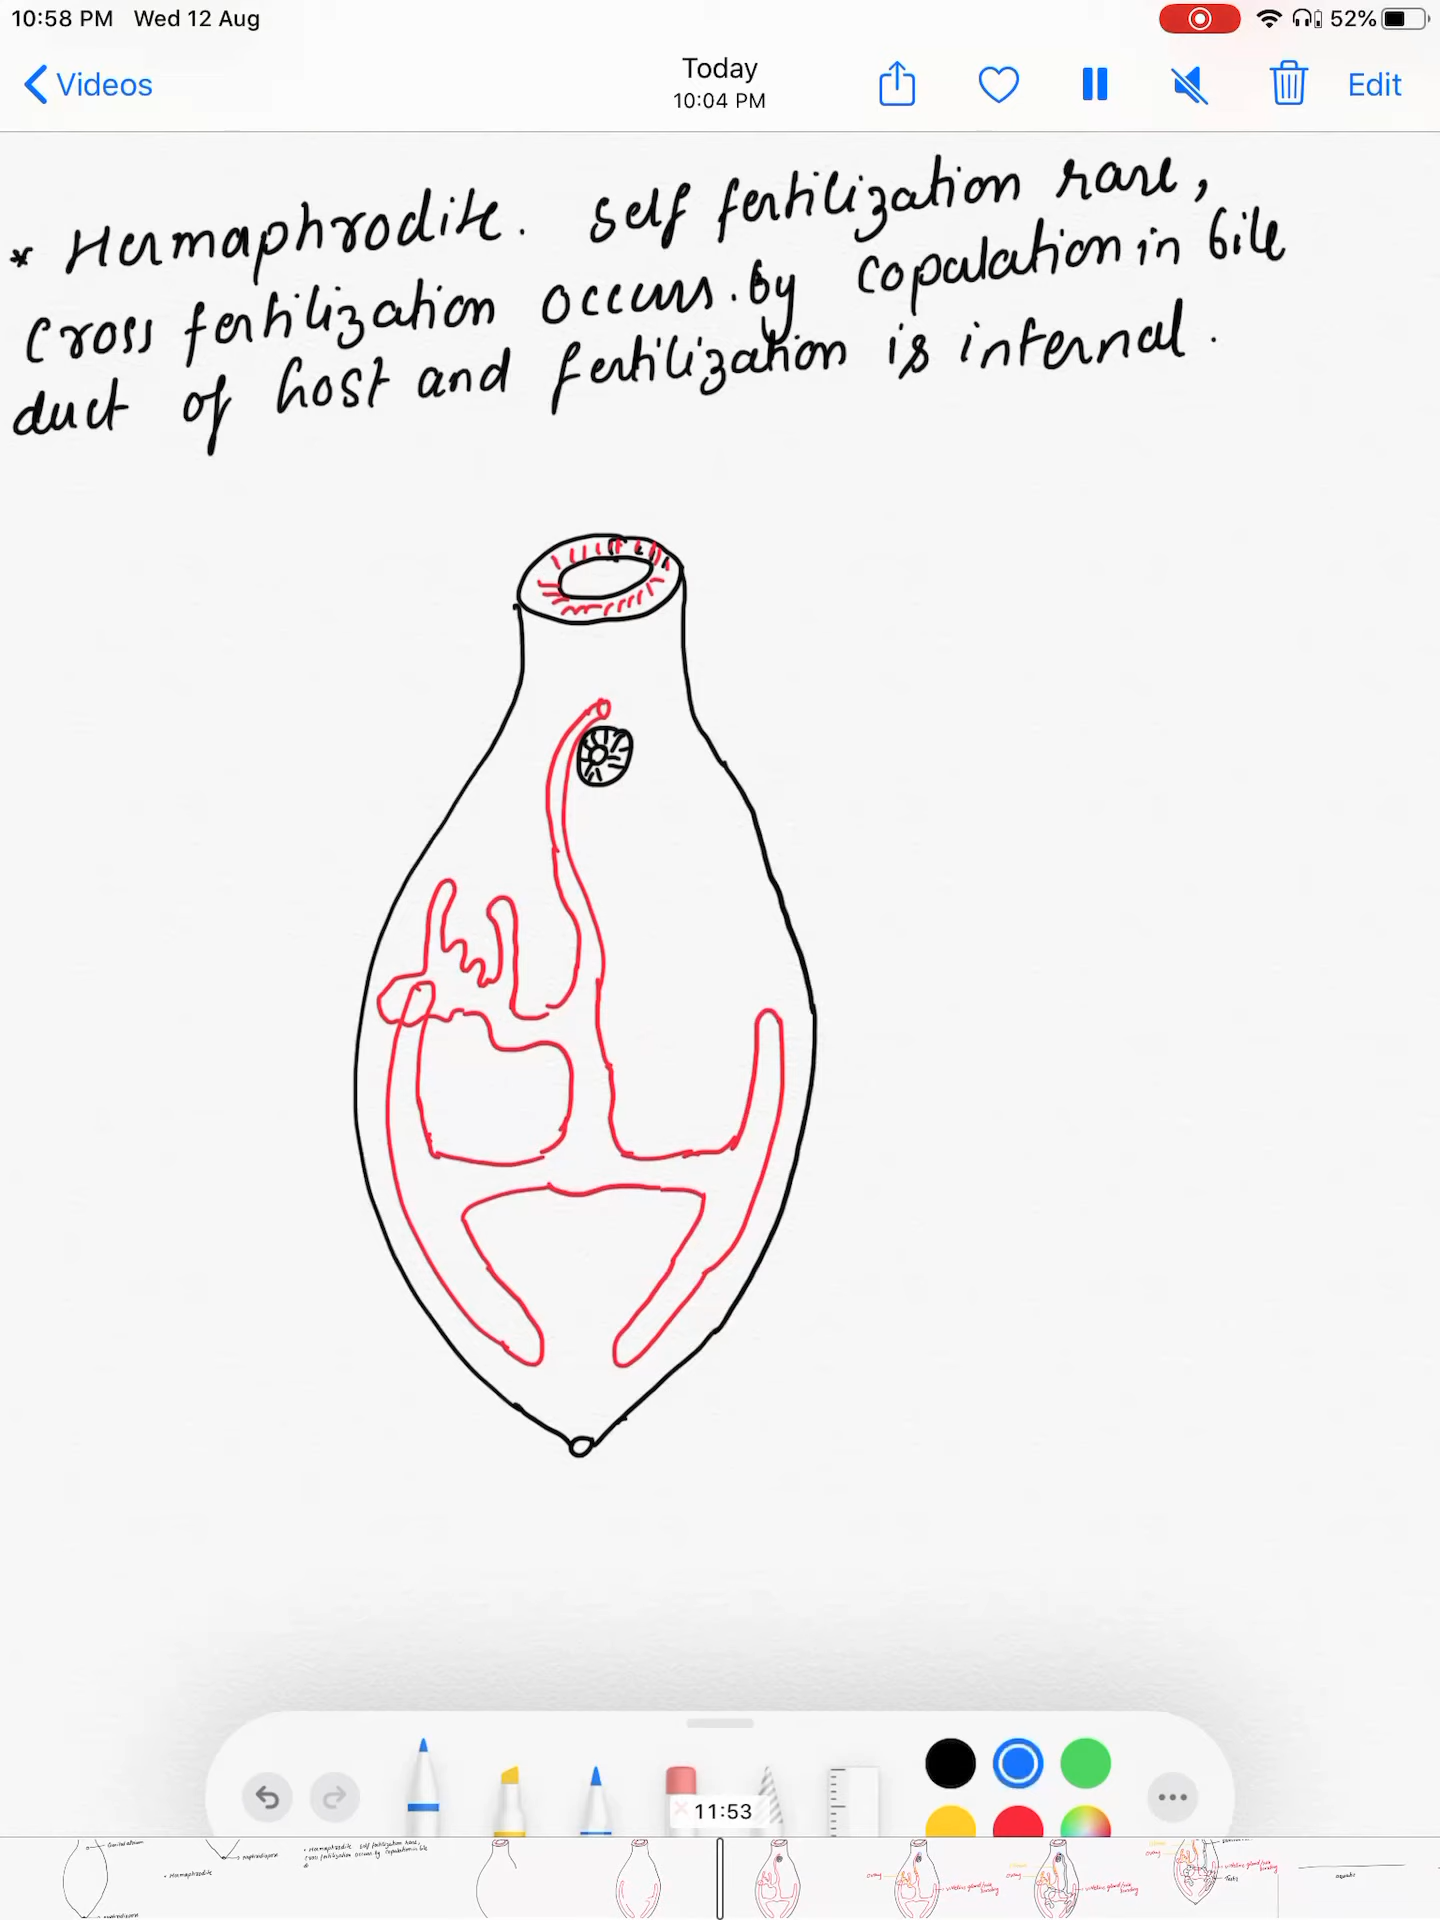 10:58 PM Wed 12 Aug 52%
Videos
Today
10:04 PM
Edit
* Hermaphrodite. Self fertilization rare,
Cross fertilization occurs. by copulation in bile
duct of host and fertilization is internal.
11:53